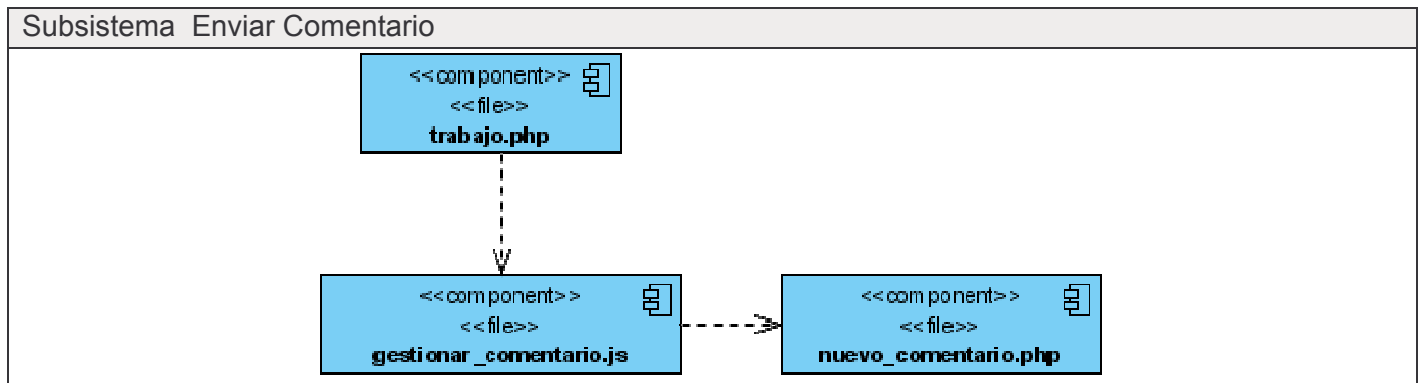 Subsistema Enviar Comentario
<<component>>
<<file>>
trabajo.php
<<component>>
<<file>>
gestionar_comentario.js
<<component>>
<<file>>
nuevo_comentario.php